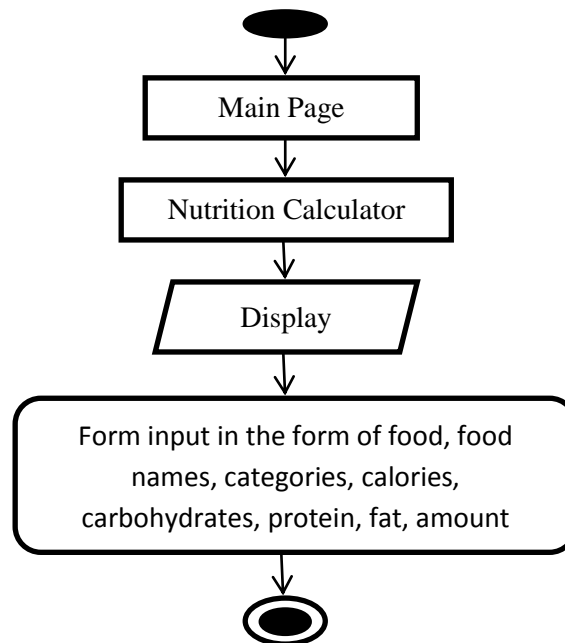 Main Page
Nutrition Calculator
Display
Form input in the form of food, food
names, categories, calories,
carbohydrates, protein, fat, amount